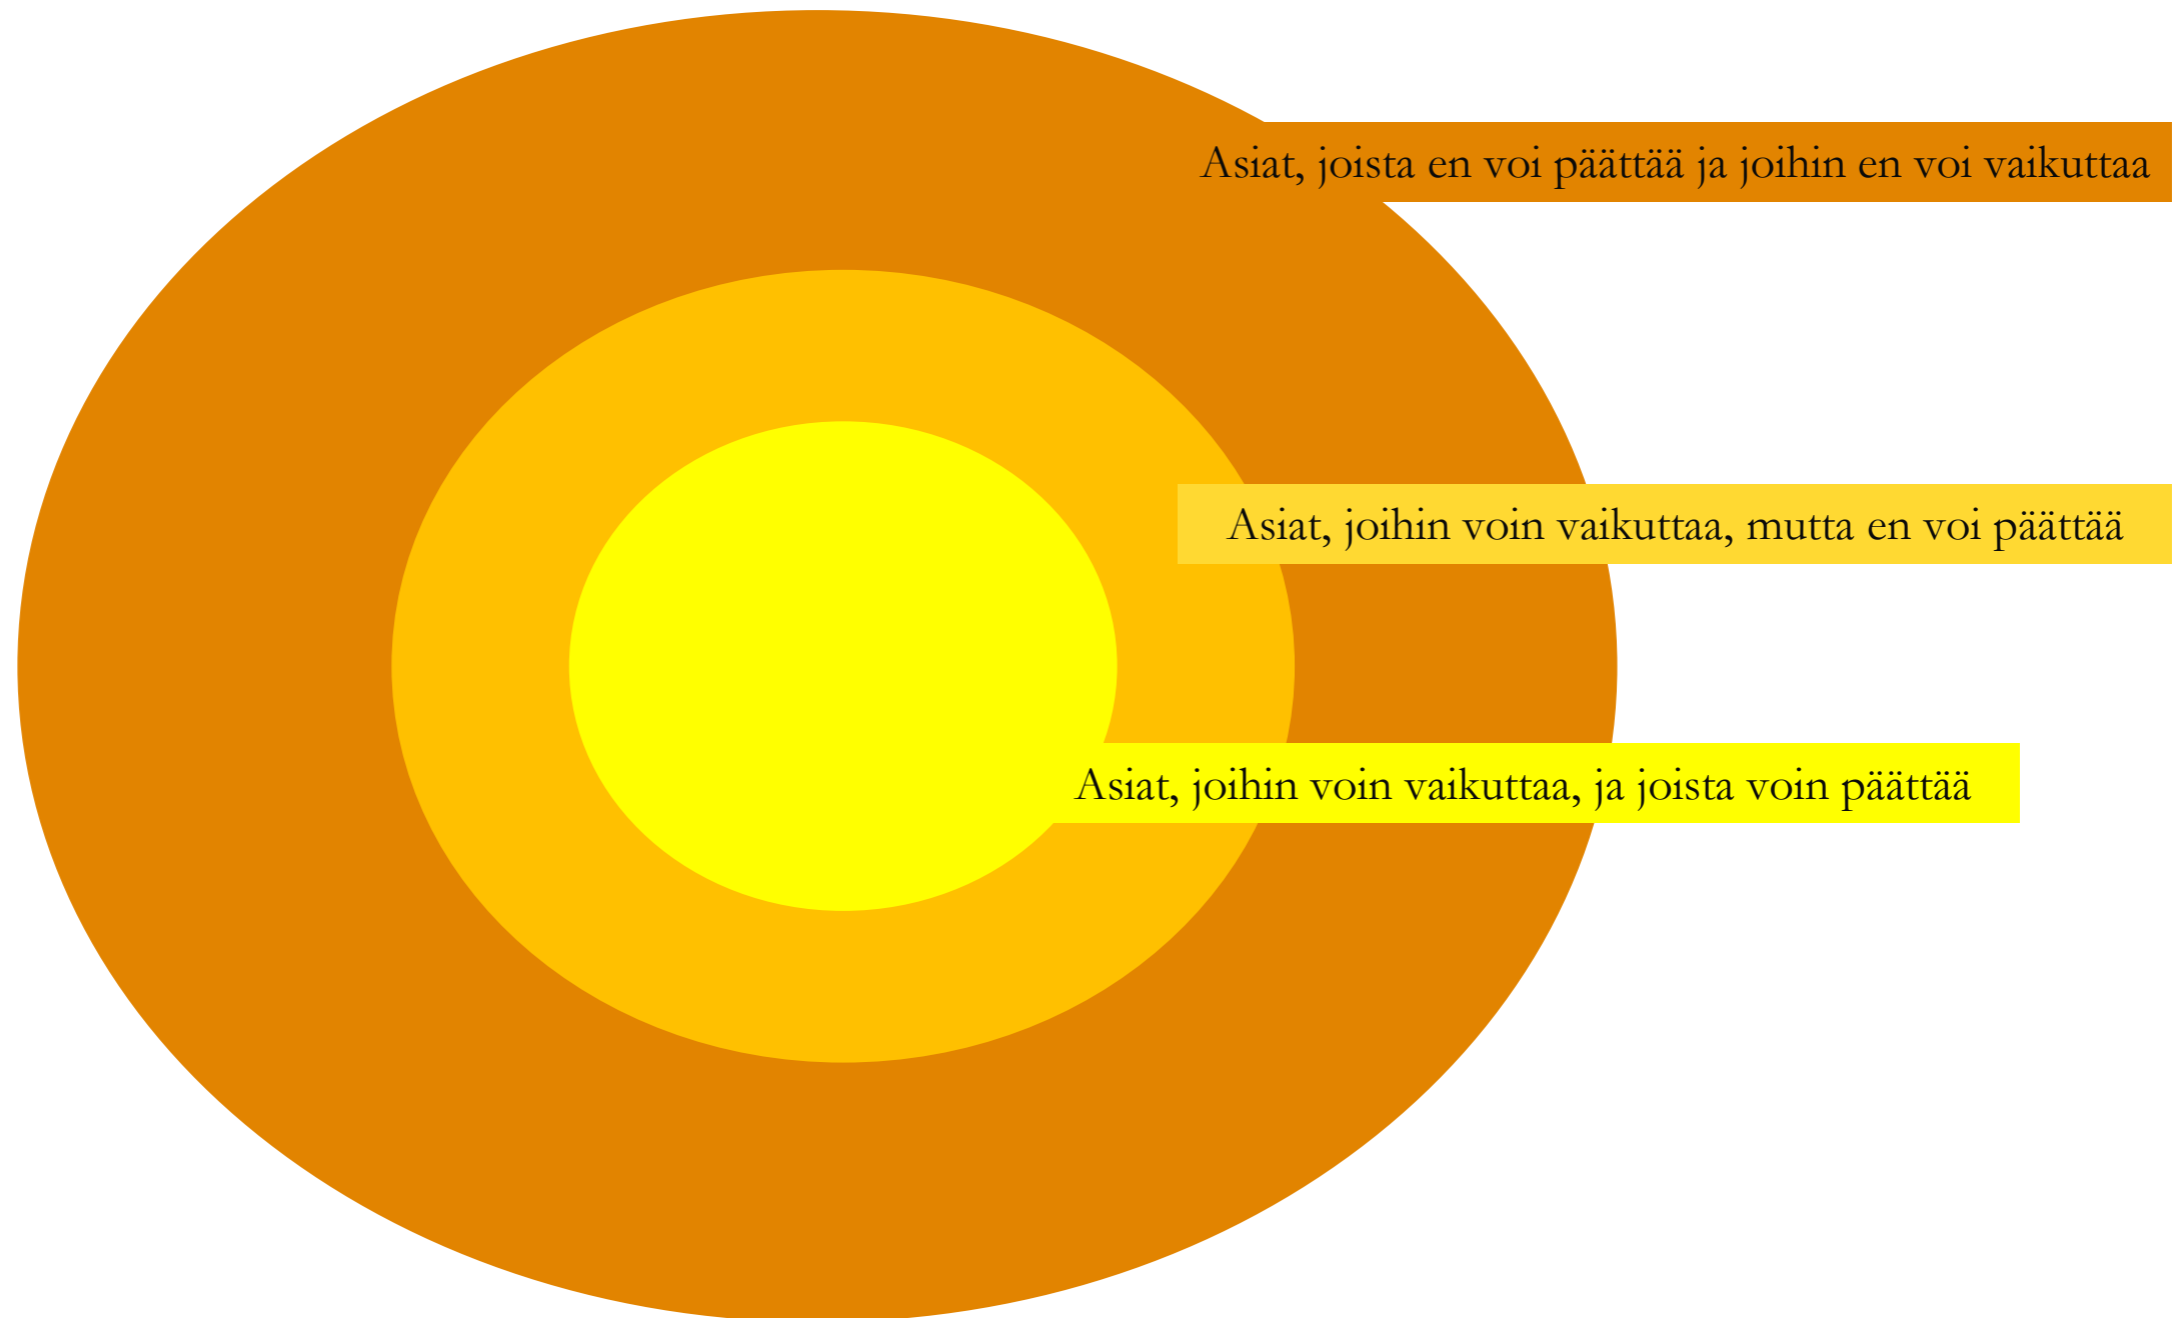 Asiat, joista en voi päättää ja joihin en voi vaikuttaa
Asiat, joihin voin vaikuttaa, mutta en voi päättää
Asiat, joihin voin vaikuttaa, ja joista voin päättää